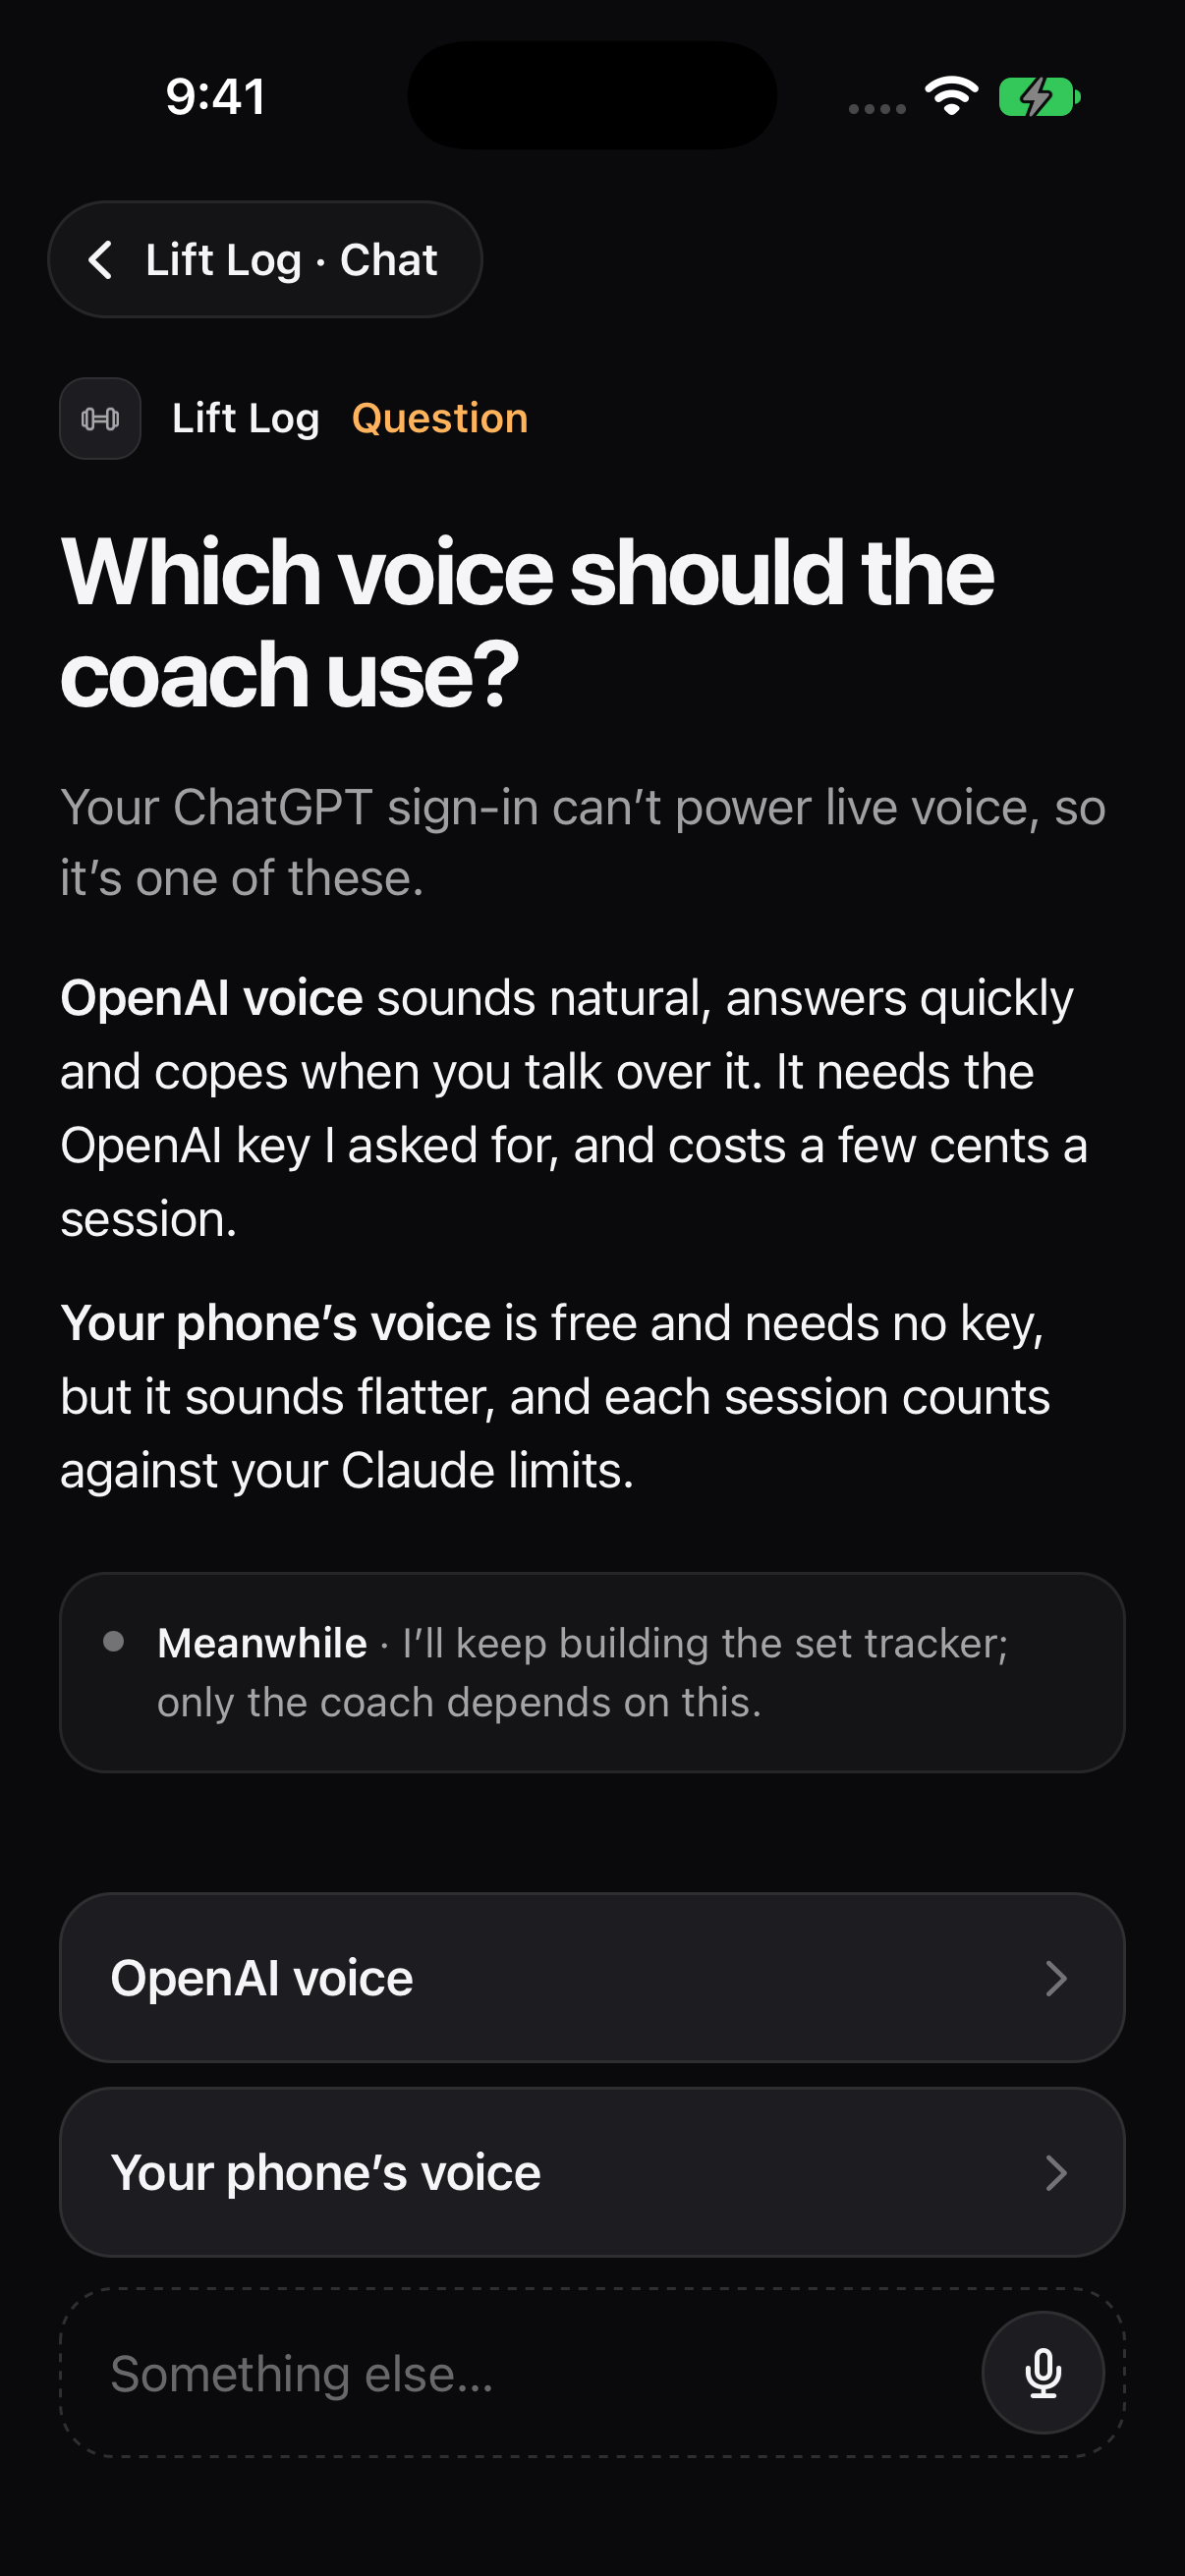 9:41
Lift Log · Chat
Lift Log Question
Which voice should the
coach use?
Your ChatGPT sign-in can’t power live voice, so
it’s one of these.
OpenAI voice sounds natural, answers quickly
and copes when you talk over it. It needs the
OpenAI key I asked for, and costs a few cents a
session.
Your phone’s voice is free and needs no key,
but it sounds flatter, and each session counts
against your Claude limits.
Meanwhile · I’ll keep building the set tracker;
only the coach depends on this.
OpenAI voice
Your phone’s voice
Something else...